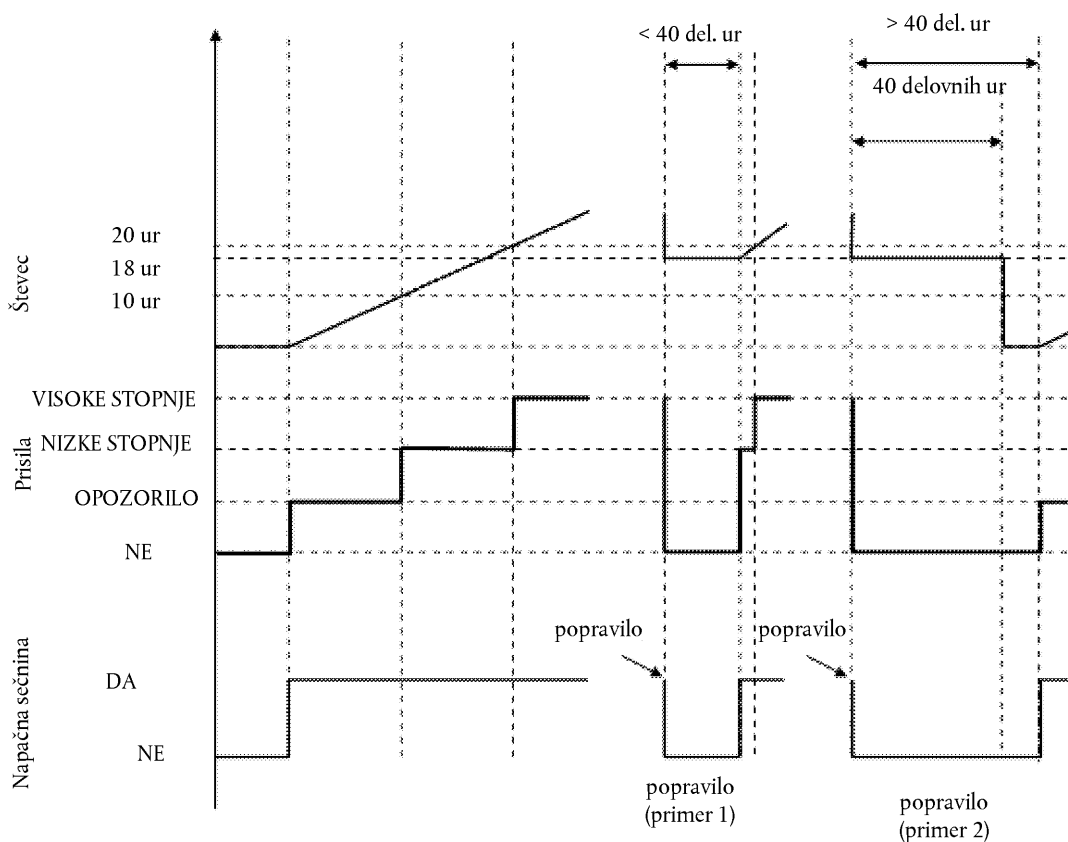 < 40 del. ur
> 40 del. ur
40 delovnih ur
Števec
20 ur
18 ur
10 ur
Prisila
VISOKE STOPNJE
NIZKE STOPNJE
OPOZORILO
NE
Napačna sečnina
popravilo
popravilo
DA
NE
popravilo
(primer 1)
popravilo
(primer 2)